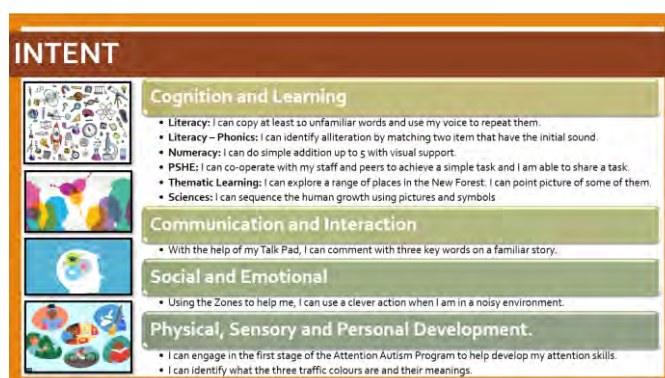 INTENT
Cognition and Learning
• Literacy: I can copy at least 10 unfamiliar words and use my voice to repeat them.
• Literacy – Phonics: I can identify alliteration by matching two item that have the initial sound.
• Numeracy: I can do simple addition up to 5 with visual support.
• PSHE: I can co-operate with my staff and peers to achieve a simple task and I am able to share a task.
• Thematic Learning: I can explore a range of places in the New Forest. I can point picture of some of them.
• Sciences: I can sequence the human growth using pictures and symbols
Communication and Interaction
• With the help of my Talk Pad, I can comment with three key words on a familiar story.
Social and Emotional
• Using the Zones to help me, I can use a clever action when I am in a noisy environment.
Physical, Sensory and Personal Development.
• I can engage in the first stage of the Attention Autism Program to help develop my attention skills.
• I can identify what the three traffic colours are and their meanings.